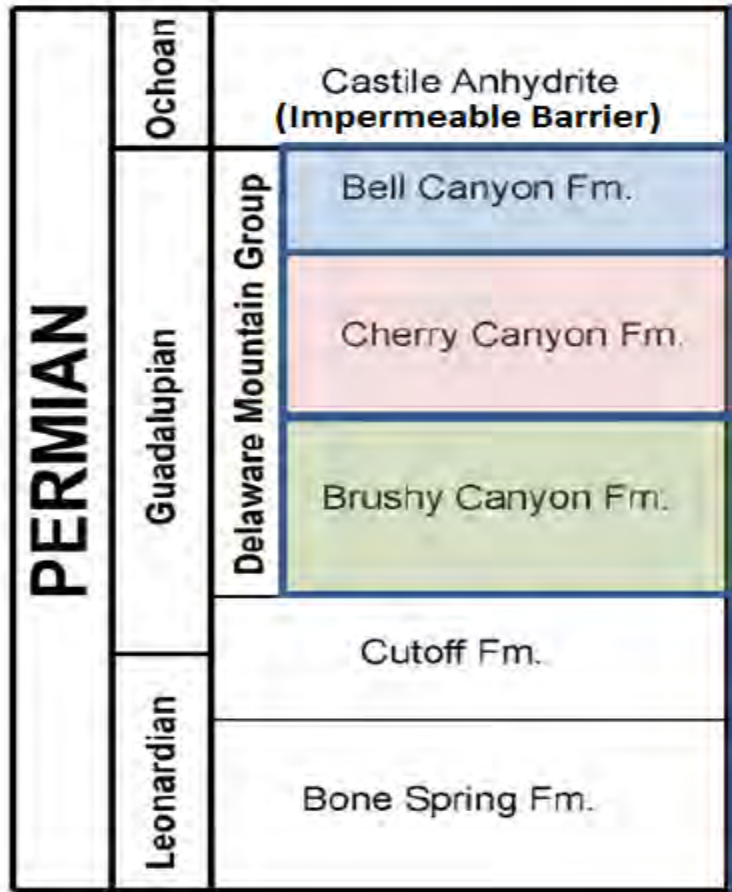 PERMIAN
Ochoan
Castile Anhydrite
(Impermeable Barrier)
Guadalupian
Delaware Mountain Group
Bell Canyon Fm.
Cherry Canyon Fm.
Brushy Canyon Fm.
Cutoff Fm.
Leonardian
Bone Spring Fm.